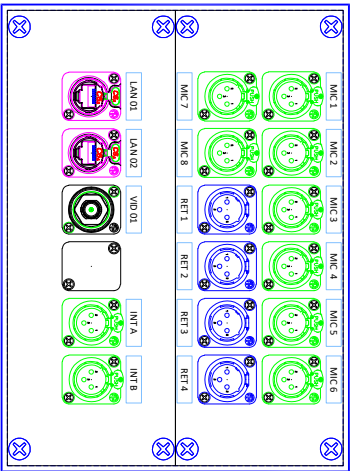 MIC 1
MIC 2
MIC 3
MIC 4
MIC 5
MIC 6
MIC 7
MIC 8
RET 1
RET 2
RET 3
RET 4
LAN 01
LAN 02
VID 01
INT A
INT B